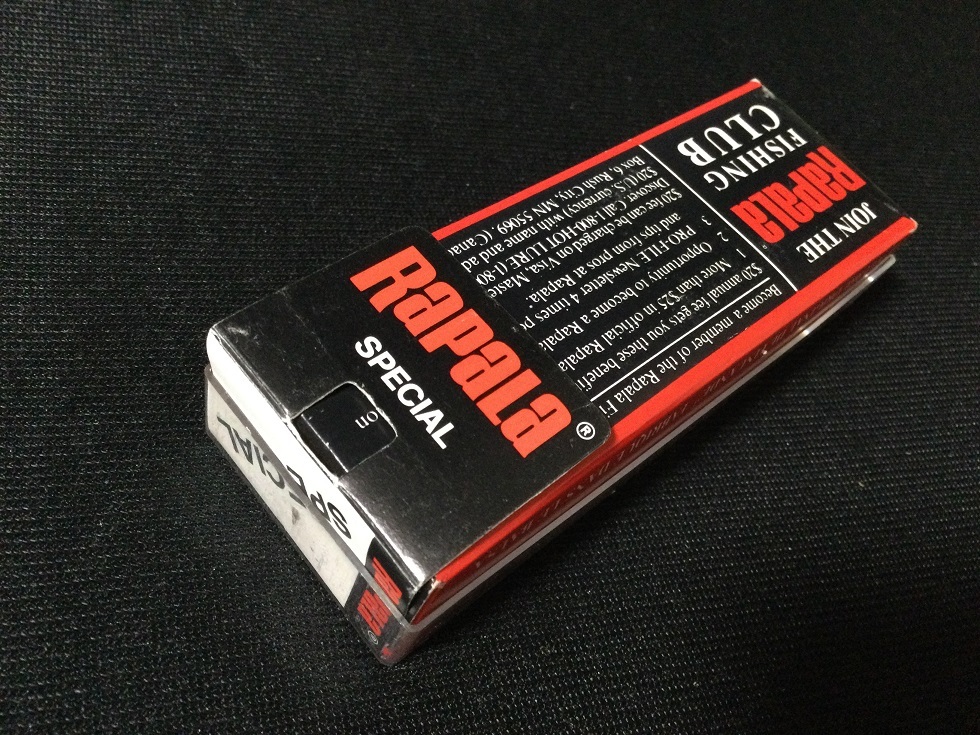 RAPALA®
SPECIAL
on
JOIN THE
RAPALA®
FISHING
CLUB
Become a member of the Rapala Fi
$20 annual fee gets you these benefi
1 More than $25 in official Rapala
2 Opportunity to become a Rapala
3
PRO-FILE Newsletter 4 times p
and tips from pros at Rapala.
$20 fee can be charged on Visa, Maste
Discover. Call 1-800-HOT LURE (1-80
$20 (U.S. currency) with name and ad
Box 6, Rush City, MN 55069. (Cana
SPECIAL
RAPALA®